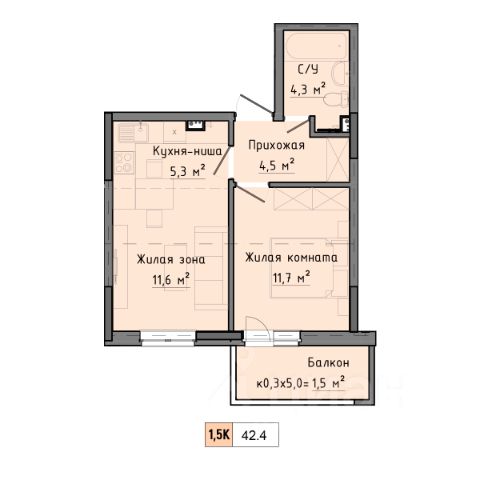 С/У
4,3 м²
Кухня-ниша
5,3 м²
Прихожая
4,5 м²
Жилая зона
11,6 м²
Жилая комната
11,7 м²
Балкон
к0,3х5,0= 1,5 м²
1,5К 42.4